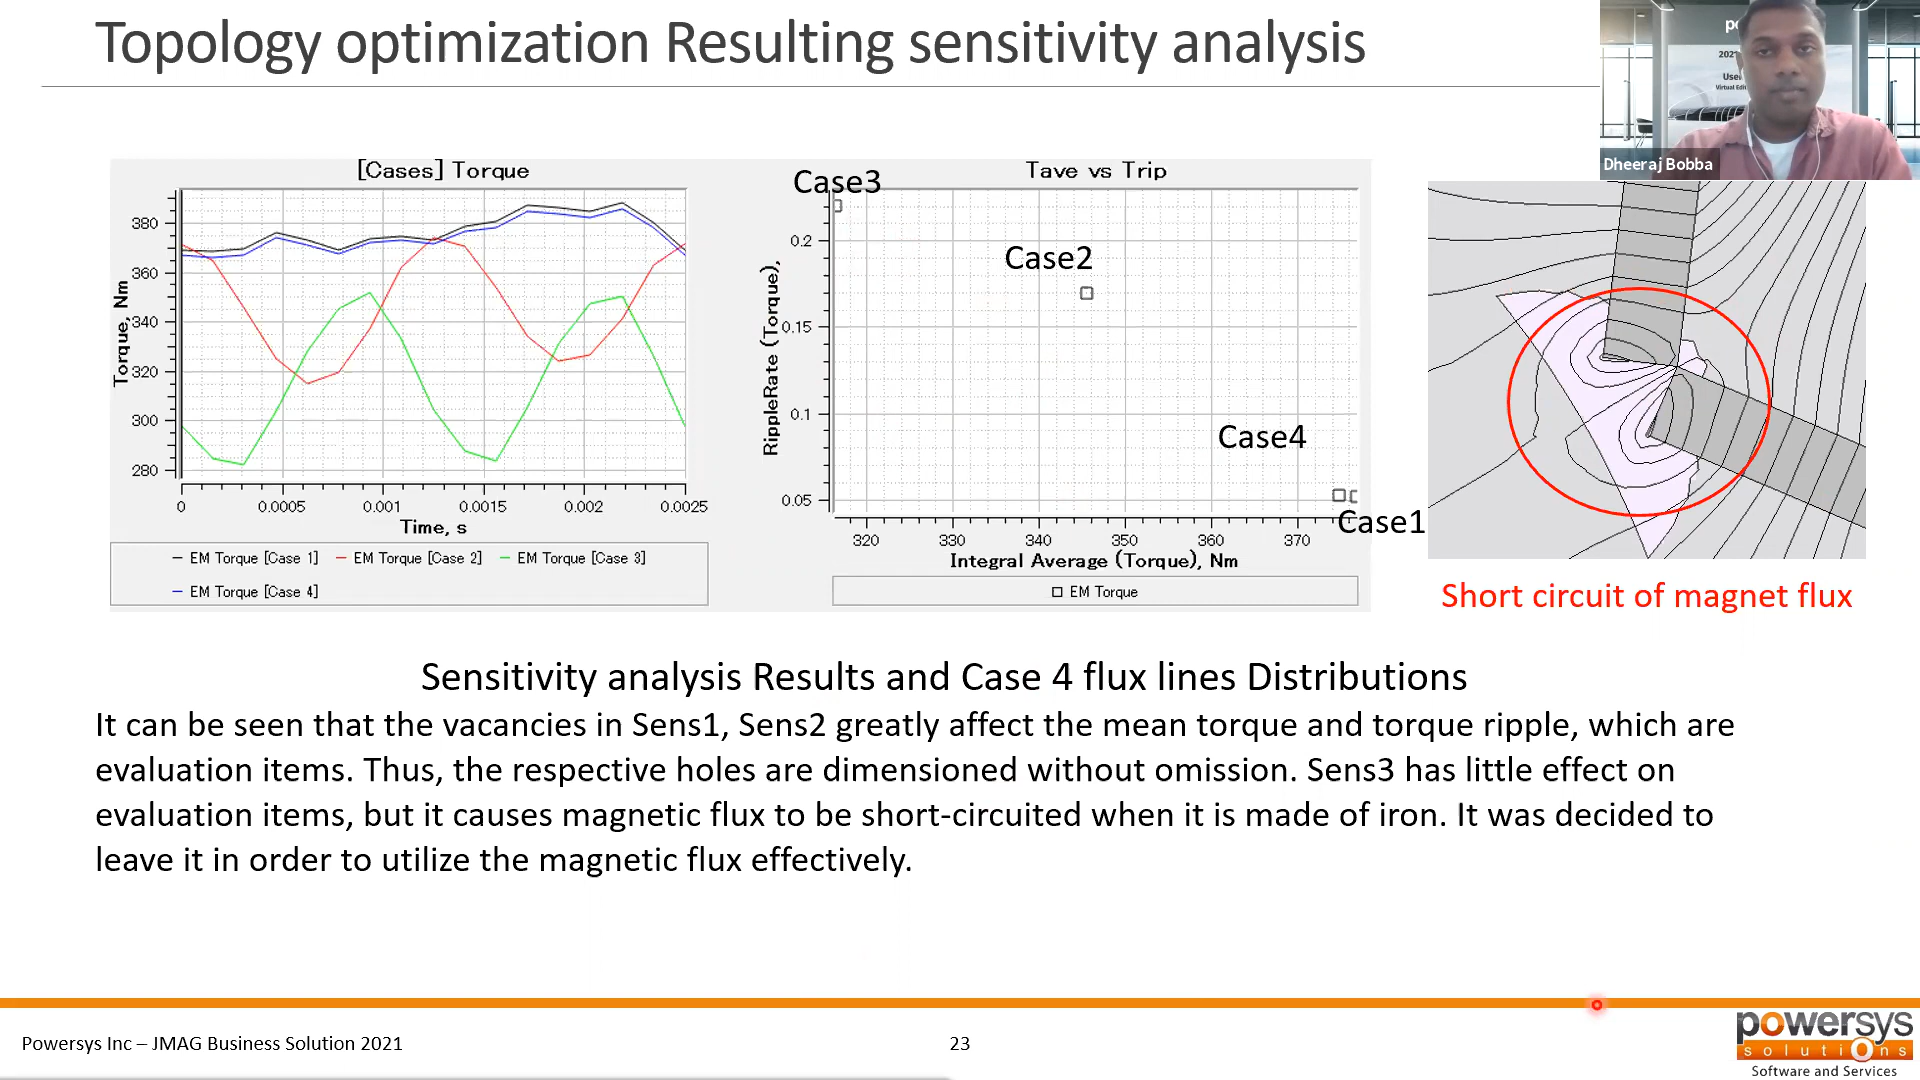 Topology optimization Resulting sensitivity analysis
2021
Use
Virtual Edit
Dheeraj Bobba
[Cases] Torque
Torque, Nm
380
360
340
320
300
280
0
0.0005
0.001
0.0015
0.002
0.0025
Time, s
EM Torque [Case 1]
EM Torque [Case 2]
EM Torque [Case 3]
EM Torque [Case 4]
Tave vs Trip
Case3
Case2
Case4
Case1
RippleRate (Torque),
0.2
0.15
0.1
0.05
320
330
340
350
360
370
Integral Average (Torque), Nm
EM Torque
Short circuit of magnet flux
Sensitivity analysis Results and Case 4 flux lines Distributions
It can be seen that the vacancies in Sens1, Sens2 greatly affect the mean torque and torque ripple, which are
evaluation items. Thus, the respective holes are dimensioned without omission. Sens3 has little effect on
evaluation items, but it causes magnetic flux to be short-circuited when it is made of iron. It was decided to
leave it in order to utilize the magnetic flux effectively.
Powersys Inc – JMAG Business Solution 2021
23
powersys
solutions
Software and Services